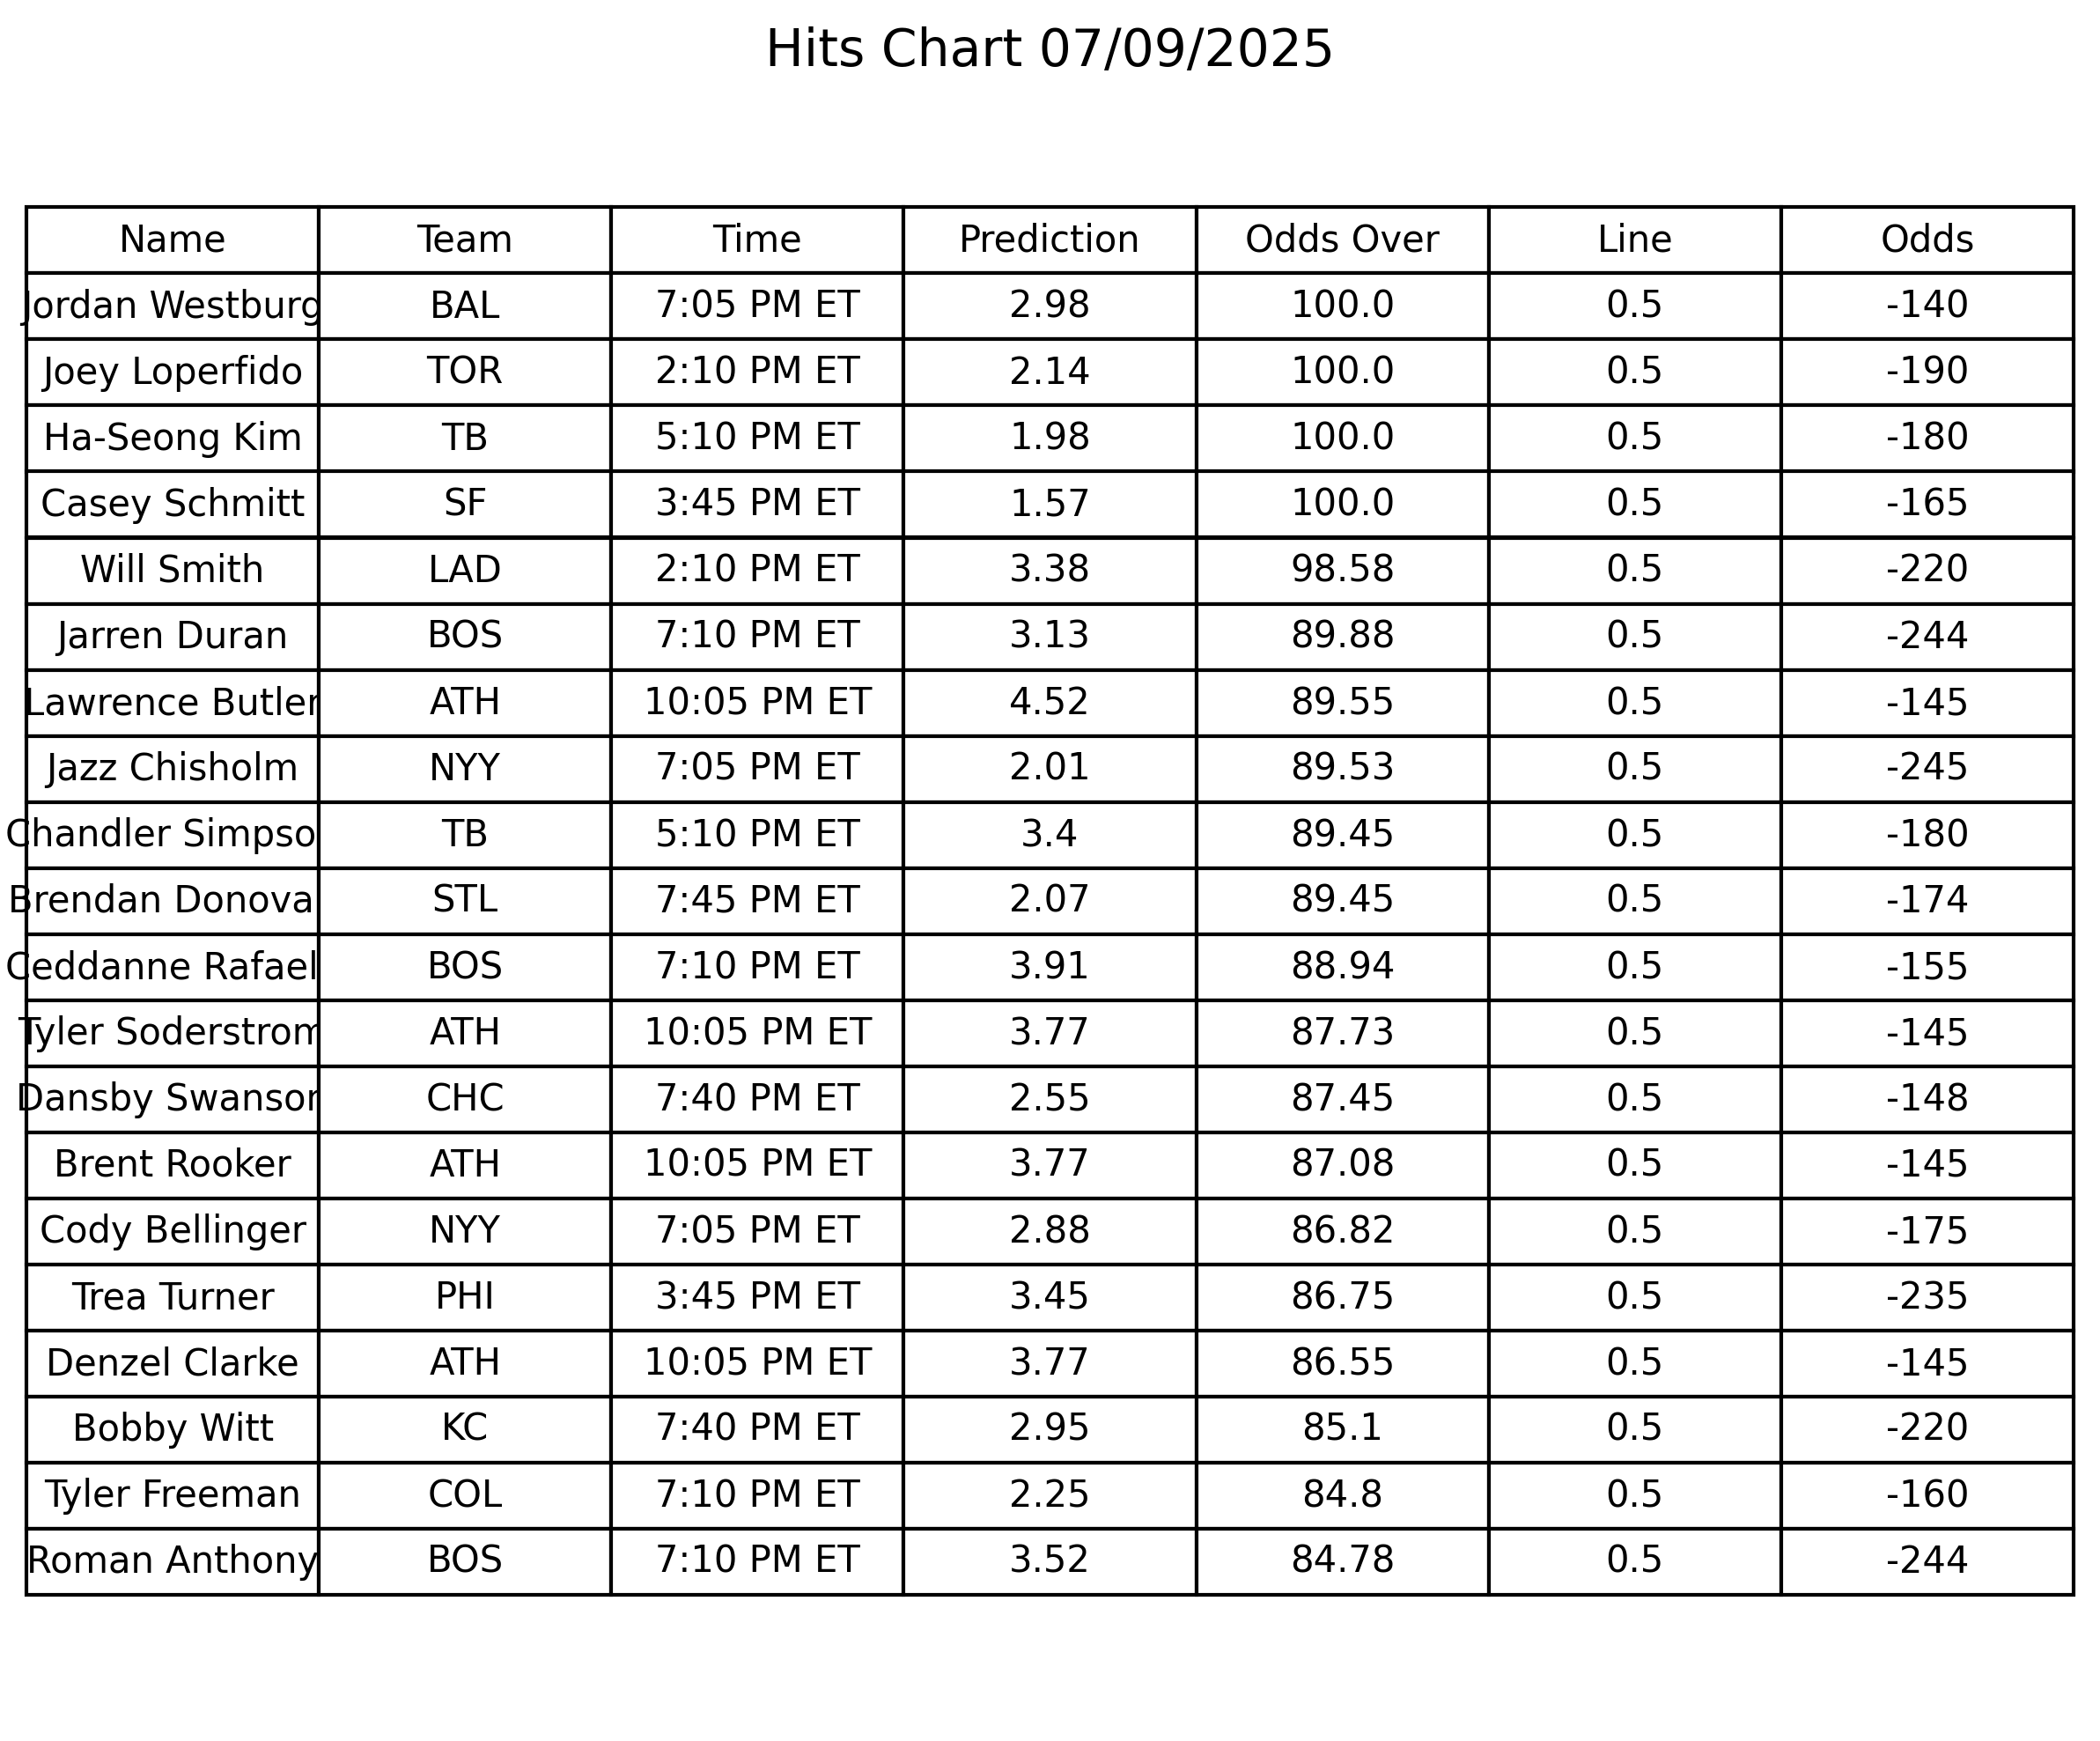 Hits Chart 07/09/2025
Name Team Time Prediction Odds Over Line Odds
Jordan Westburg BAL 7:05 PM ET 2.98 100.0 0.5 -140
Joey Loperfido TOR 2:10 PM ET 2.14 100.0 0.5 -190
Ha-Seong Kim TB 5:10 PM ET 1.98 100.0 0.5 -180
Casey Schmitt SF 3:45 PM ET 1.57 100.0 0.5 -165
Will Smith LAD 2:10 PM ET 3.38 98.58 0.5 -220
Jarren Duran BOS 7:10 PM ET 3.13 89.88 0.5 -244
Lawrence Butler ATH 10:05 PM ET 4.52 89.55 0.5 -145
Jazz Chisholm NYY 7:05 PM ET 2.01 89.53 0.5 -245
Chandler Simpso TB 5:10 PM ET 3.4 89.45 0.5 -180
Brendan Donova STL 7:45 PM ET 2.07 89.45 0.5 -174
Ceddanne Rafael BOS 7:10 PM ET 3.91 88.94 0.5 -155
Tyler Soderstrom ATH 10:05 PM ET 3.77 87.73 0.5 -145
Dansby Swanson CHC 7:40 PM ET 2.55 87.45 0.5 -148
Brent Rooker ATH 10:05 PM ET 3.77 87.08 0.5 -145
Cody Bellinger NYY 7:05 PM ET 2.88 86.82 0.5 -175
Trea Turner PHI 3:45 PM ET 3.45 86.75 0.5 -235
Denzel Clarke ATH 10:05 PM ET 3.77 86.55 0.5 -145
Bobby Witt KC 7:40 PM ET 2.95 85.1 0.5 -220
Tyler Freeman COL 7:10 PM ET 2.25 84.8 0.5 -160
Roman Anthony BOS 7:10 PM ET 3.52 84.78 0.5 -244